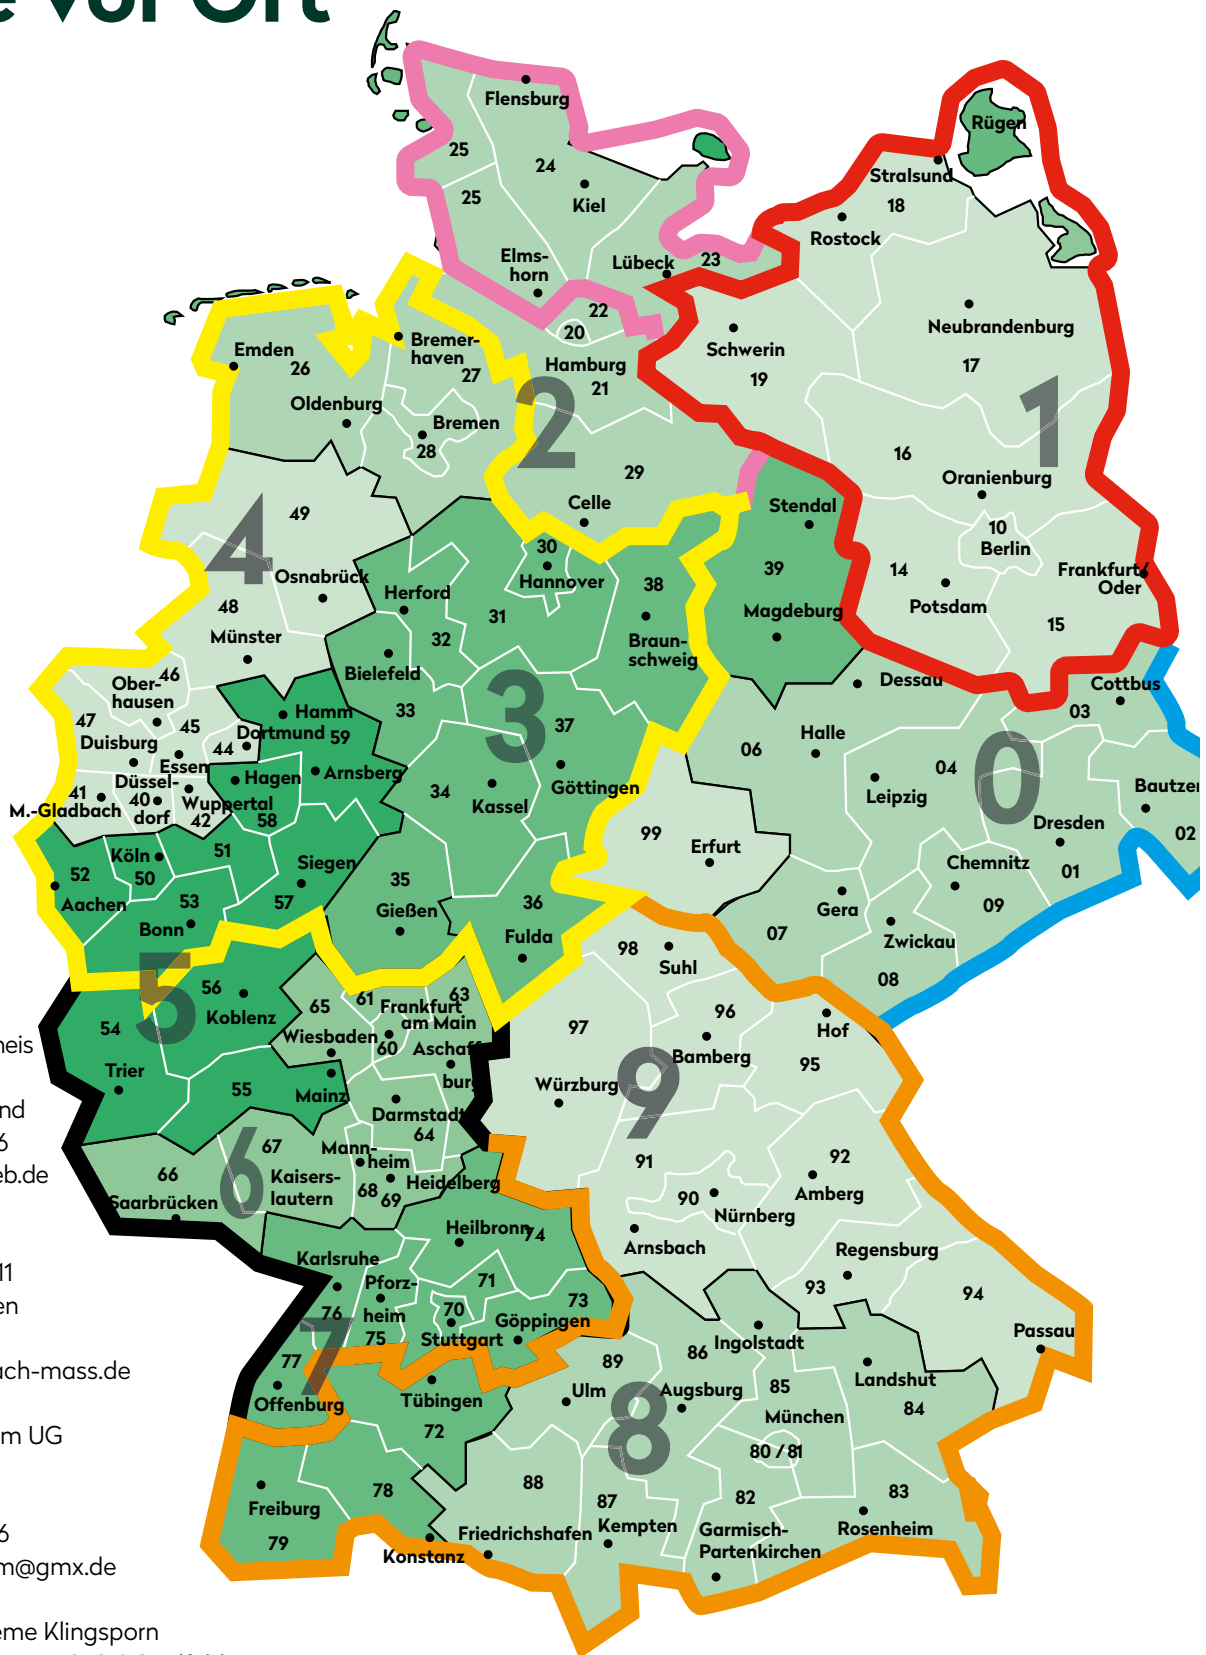 e vor Ort
Flensburg
Rügen
25
24
Stralsund
25
18
Kiel
Rostock
Elms-
horn
Lübeck
23
22
20
Neubrandenburg
Emden
26
Bremer-
haven
27
Hamburg
21
Schwerin
19
17
1
Oldenburg
2
Bremen
28
16
29
Oranienburg
Celle
Stendal
4
49
10
Berlin
30
Hannover
39
14
Frankfurt/
Oder
Osnabrück
Herford
38
Potsdam
48
31
Magdeburg
15
Münster
32
Braun-
schweig
Bielefeld
46
Ober-
hausen
Dessau
Cottbus
03
3
47
45
33
37
Hamm
Dortmund
59
44
Duisburg
Essen
06
Halle
04
0
Hagen
Arnsberg
Düssel-
dorf
40
41
M.-Gladbach
Wuppertal
42
58
34
Kassel
Göttingen
Leipzig
Bautzen
Dresden
02
99
Erfurt
Köln
50
51
Siegen
52
Aachen
Chemnitz
01
35
Gießen
36
53
Bonn
57
Gera
09
Zwickau
07
Fulda
98
Suhl
08
5
56
Koblenz
54
65
61
Frankfurt
am Main
63
97
96
Hof
neis
Wiesbaden
60
Aschaff
burg
Bamberg
95
Trier
55
Mainz
Würzburg
9
nd
Darmstadt
64
6
67
Mann-
heim
91
92
eb.de
66
6
Kaisers-
lautern
68
69
Heidelberg
90
Amberg
Saarbrücken
Nürnberg
Heilbronn
74
Arnsbach
Regensburg
11
Karlsruhe
71
93
94
en
Pforz-
heim
76
70
73
Göppingen
75
Stuttgart
Passau
7
77
Ingolstadt
86
89
ach-mass.de
Offenburg
Tübingen
Ulm
Augsburg
85
Landshut
84
8
München
m UG
72
80 / 81
78
88
87
82
83
Freiburg
6
Friedrichshafen
Kempten
Garmisch-
Partenkirchen
Rosenheim
79
Konstanz
m@gmx.de
eme Klingsporn